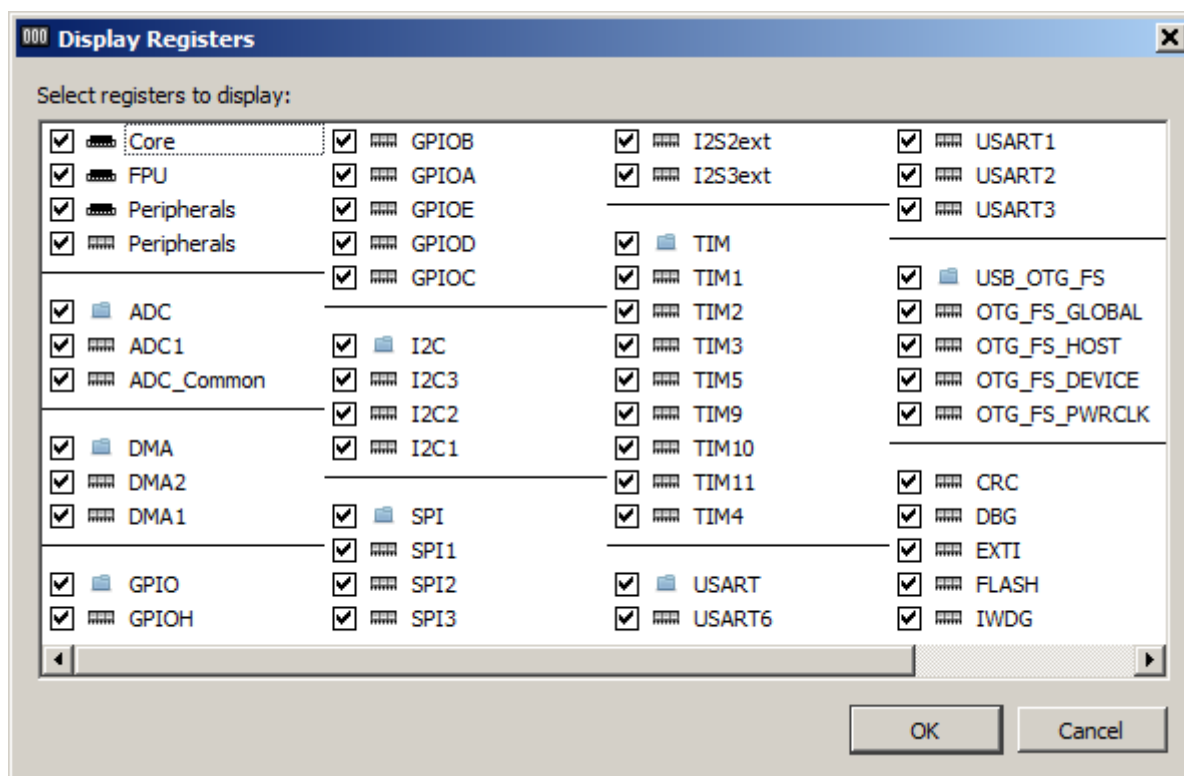 Display Registers
Select registers to display:
Core
FPU
Peripherals
Peripherals
ADC
ADC1
ADC_Common
DMA
DMA2
DMA1
GPIO
GPIOH
GPIOB
GPIOA
GPIOE
GPIOD
GPIOC
I2C
I2C3
I2C2
I2C1
SPI
SPI1
SPI2
SPI3
I2S2ext
I2S3ext
TIM
TIM1
TIM2
TIM3
TIM5
TIM9
TIM10
TIM11
TIM4
USART
USART6
USART1
USART2
USART3
USB_OTG_FS
OTG_FS_GLOBAL
OTG_FS_HOST
OTG_FS_DEVICE
OTG_FS_PWRCLK
CRC
DBG
EXTI
FLASH
IWDG
OK
Cancel